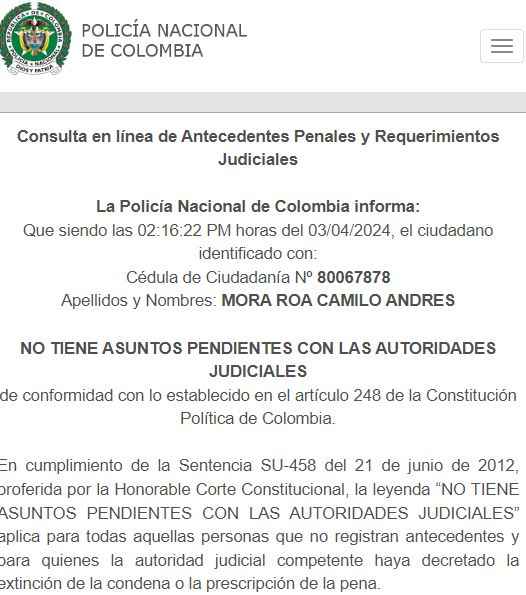 POLICÍA NACIONAL
DE COLOMBIA
Consulta en línea de Antecedentes Penales y Requerimientos
Judiciales
La Policía Nacional de Colombia informa:
Que siendo las 02:16:22 PM horas del 03/04/2024, el ciudadano
identificado con:
Cédula de Ciudadanía Nº 80067878
Apellidos y Nombres: MORA ROA CAMILO ANDRES
NO TIENE ASUNTOS PENDIENTES CON LAS AUTORIDADES
JUDICIALES
de conformidad con lo establecido en el artículo 248 de la Constitución
Política de Colombia.
En cumplimiento de la Sentencia SU-458 del 21 de junio de 2012,
proferida por la Honorable Corte Constitucional, la leyenda “NO TIENE
ASUNTOS PENDIENTES CON LAS AUTORIDADES JUDICIALES”
aplica para todas aquellas personas que no registran antecedentes y
para quienes la autoridad judicial competente haya decretado la
extinción de la condena o la prescripción de la pena.